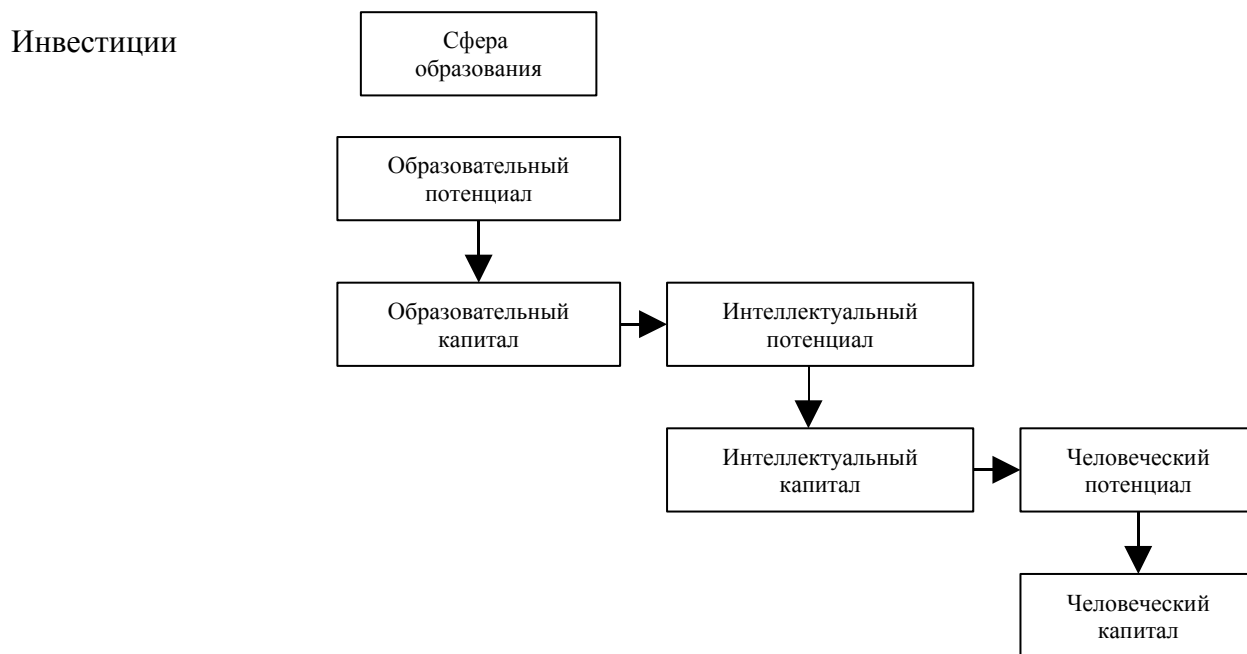 Инвестиции
Сфера
образования
Образовательный
потенциал
Образовательный
капитал
Интеллектуальный
потенциал
Интеллектуальный
капитал
Человеческий
потенциал
Человеческий
капитал